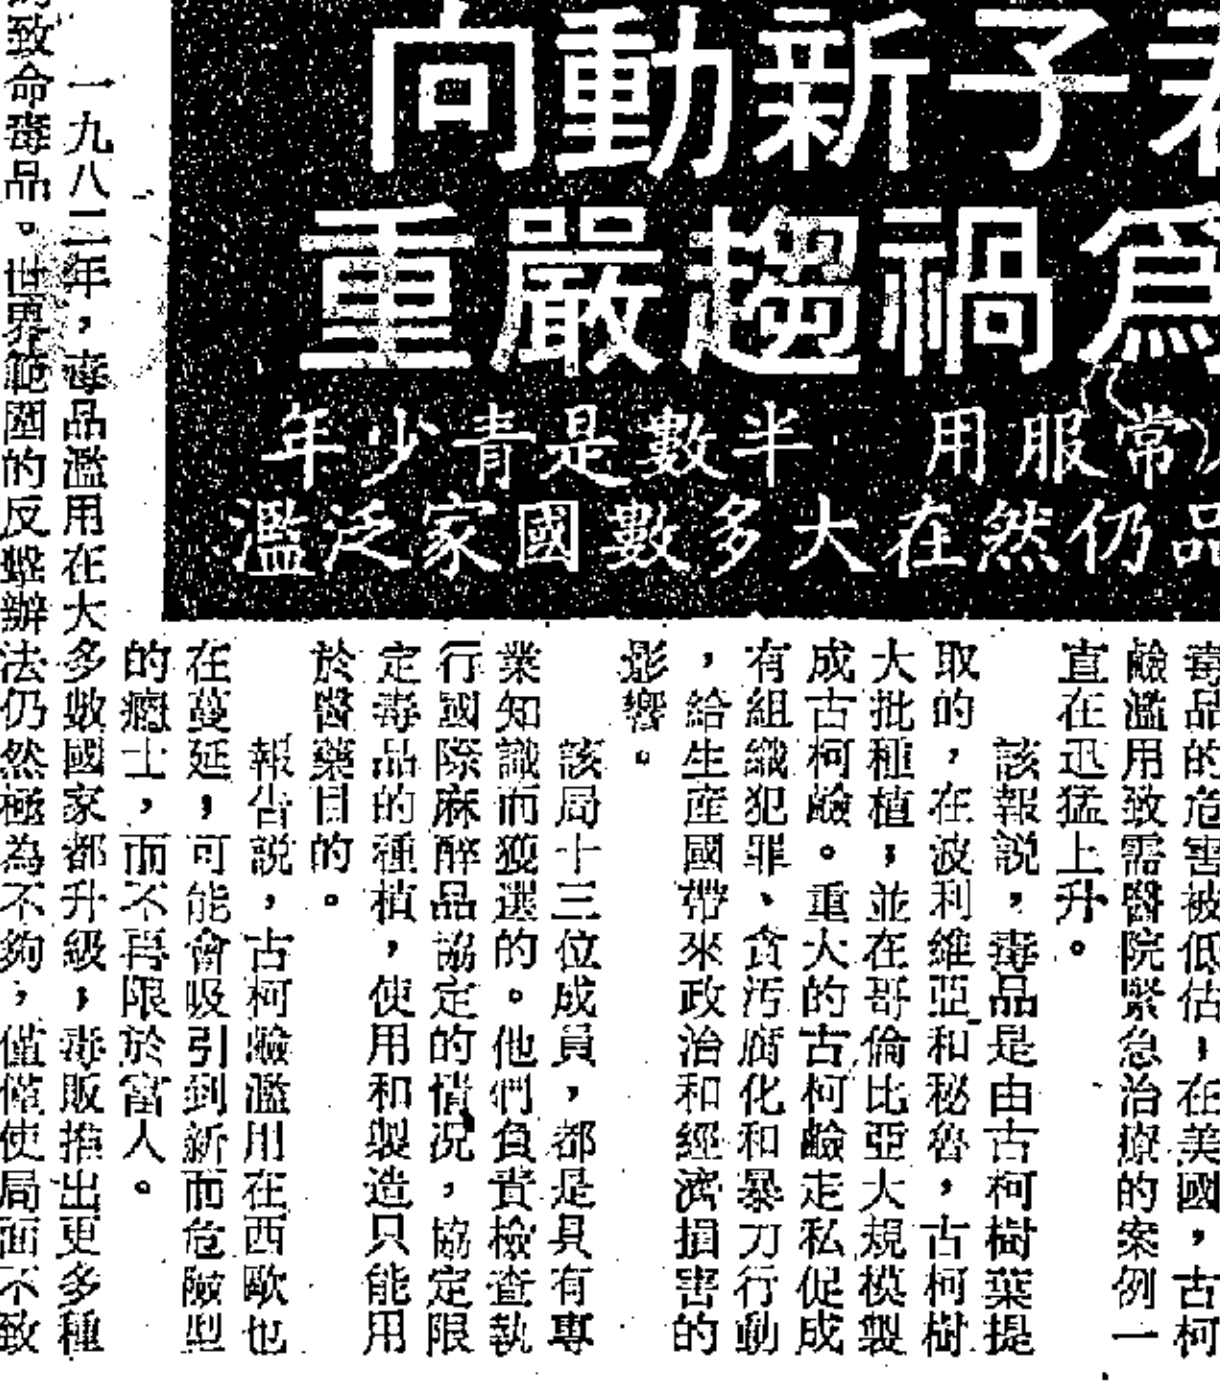 向動新子毒
重嚴趨禍為
年少青是數半 用服常
濫泛家國數多大在然仍品
毒品的危害被低估，在美國，古柯
鹼濫用致需醫院緊急治療的案例一
直在迅猛上升。
該報説，毒品是由古柯樹葉提
取的，在波利維亞和秘魯，古柯樹
大批種植，並在哥倫比亞大規模製
成古柯鹼。重大的古柯鹼走私促成
有組織犯罪、貪污腐化和暴力行動
，給生産國帶來政治和經濟損害的
影響。
該局十三位成員，都是具有專
業知識而獲選的。他們負責檢查執
行國際麻醉品協定的情況，協定限
定毒品的種植，使用和製造只能用
於醫藥目的。
報告説，古柯鹼濫用在西歐也
在蔓延，可能會吸引到新而危險型
的癮士，而不再限於富人。
一九八二年，毒品濫用在大多數國家都升級，毒販推出更多種
致命毒品。世界範圍的反擊辦法仍然極為不夠，僅僅使局面不致